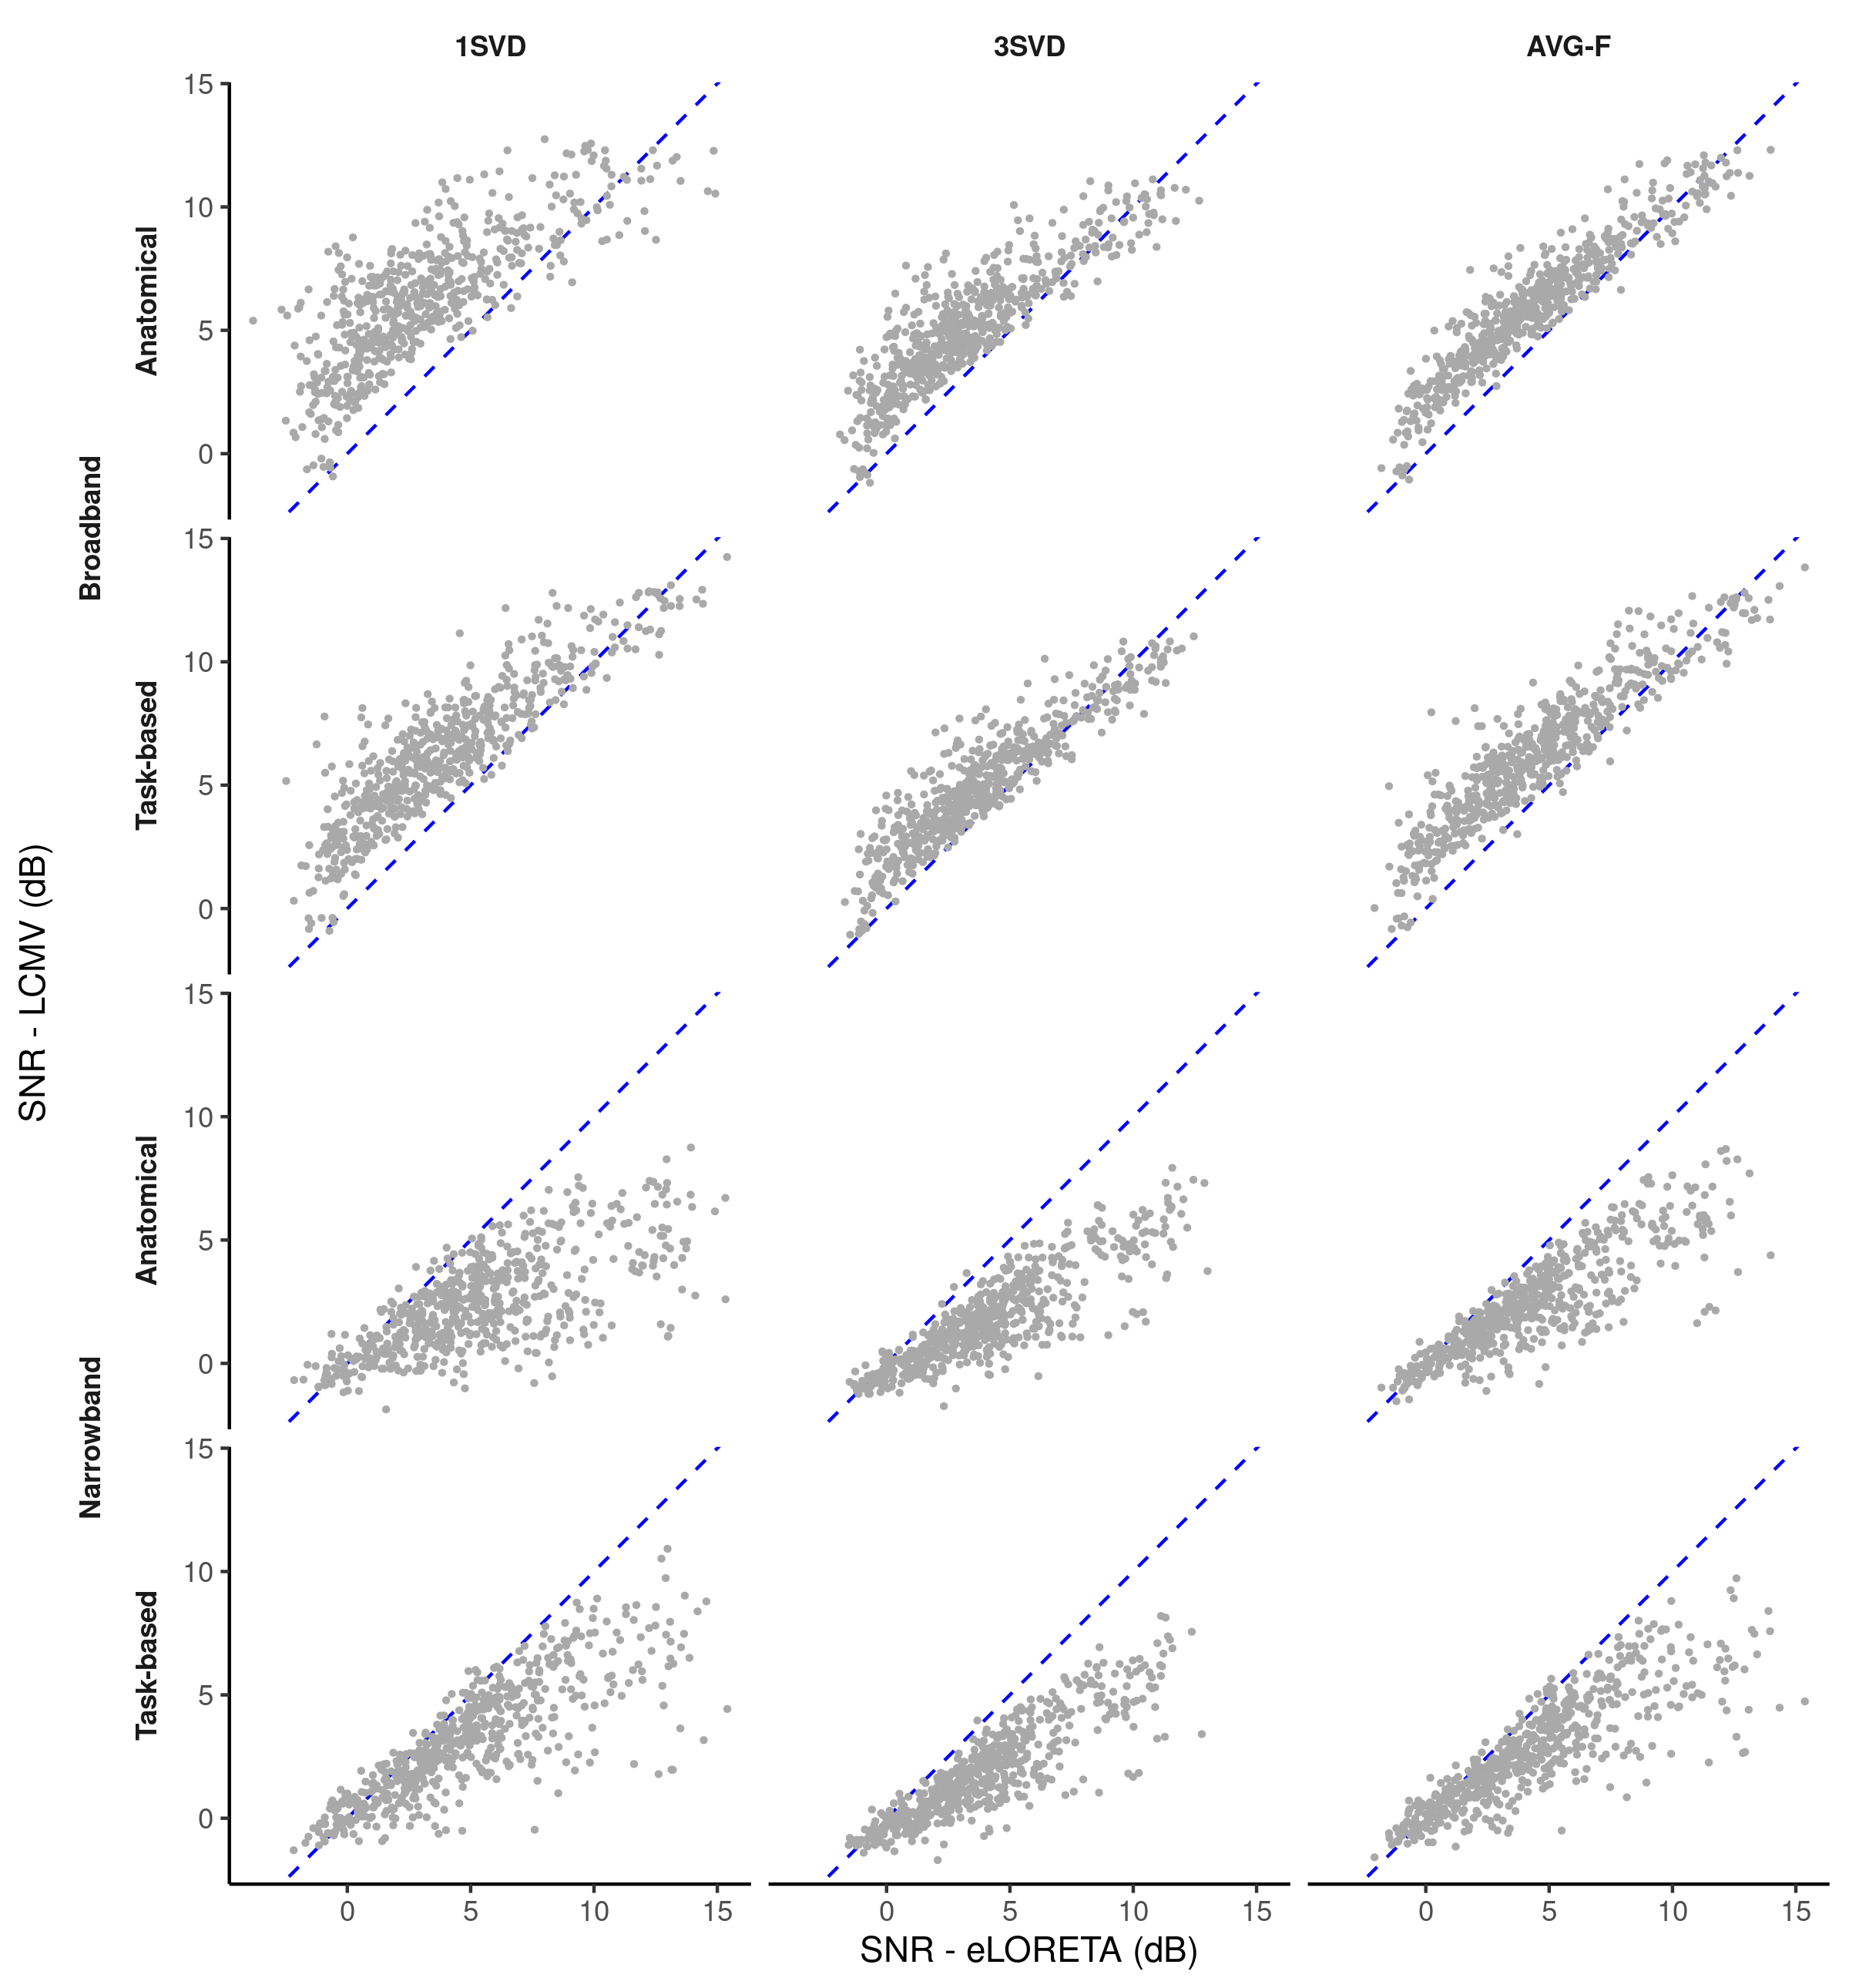 1SVD 3SVD AVG-F
Broadband
Anatomical
15
10
5
0
Task-based
15
10
5
0
SNR - LCMV (dB)
Narrowband
Anatomical
15
10
5
0
Task-based
15
10
5
0
0 5 10 15 0 5 10 15 0 5 10 15
SNR - eLORETA (dB)